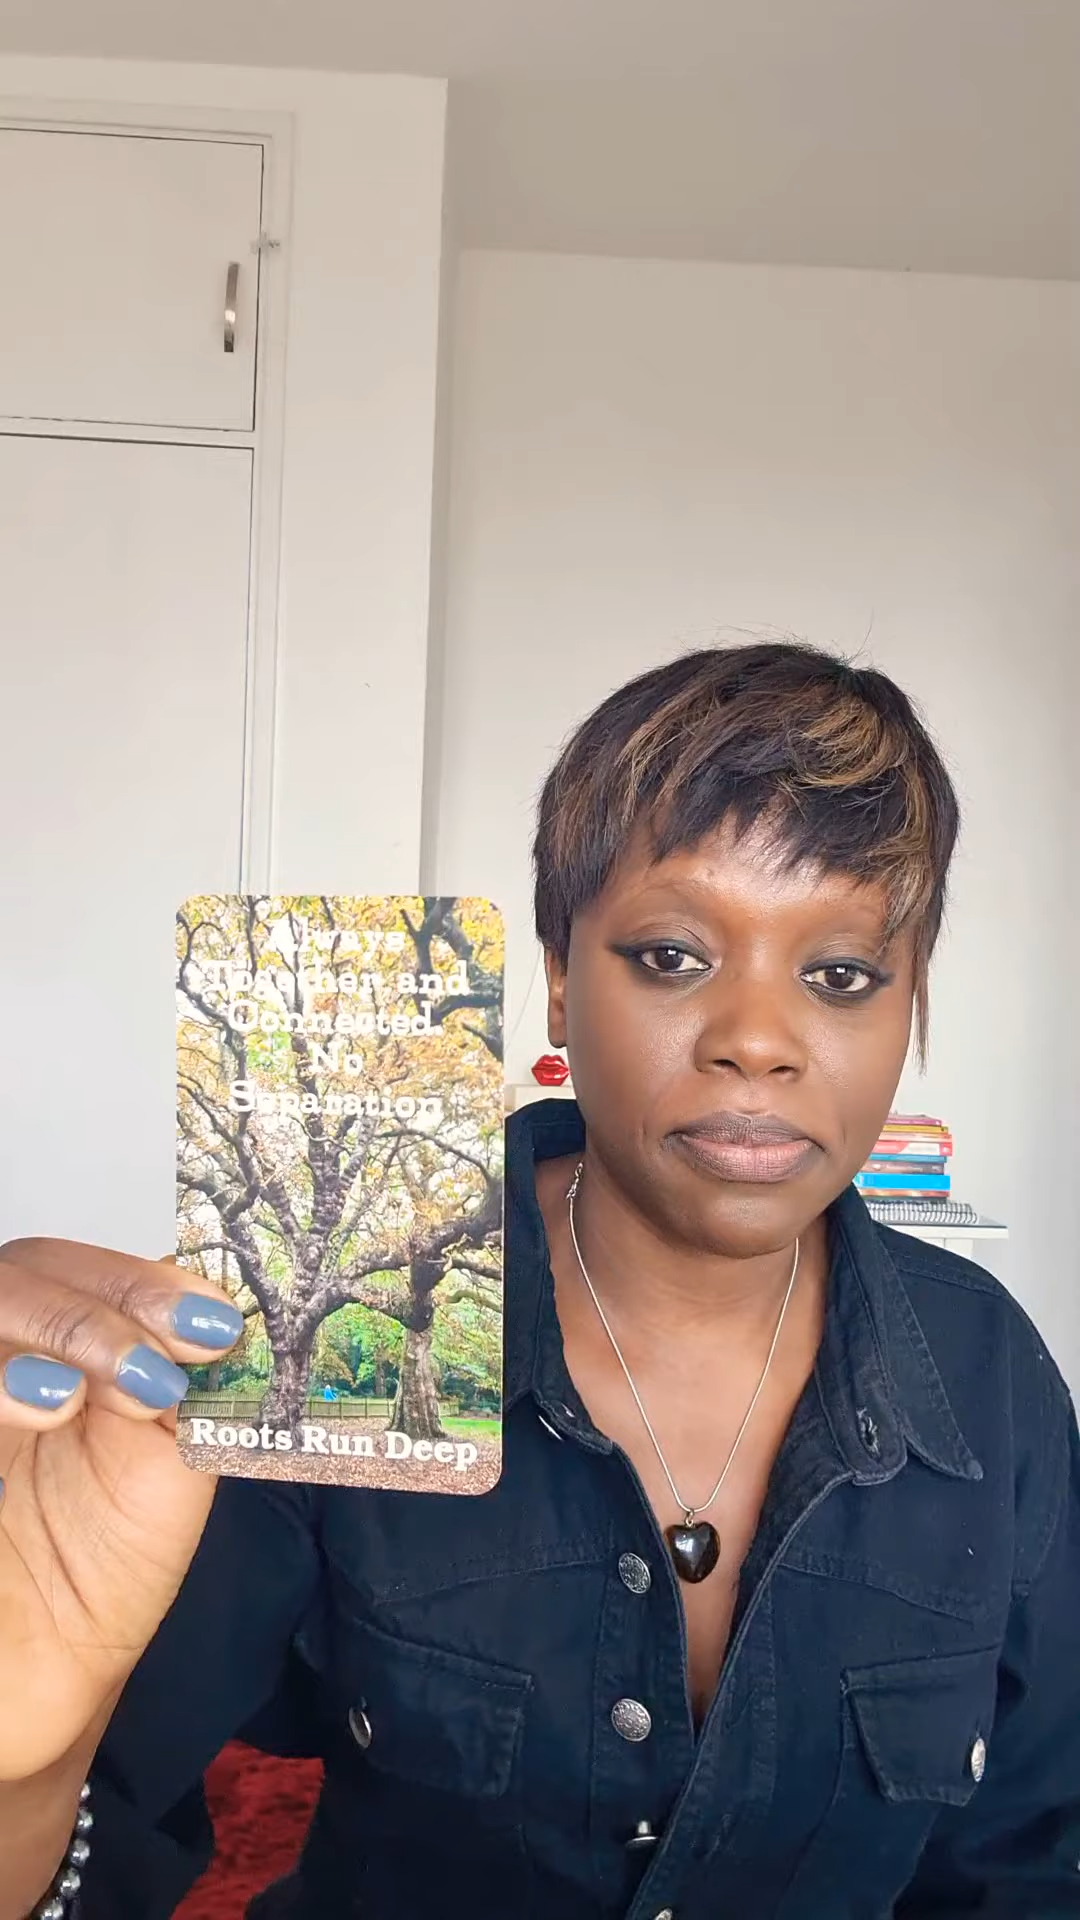 Always
Together and
Connected.
No
Separation
Roots Run Deep